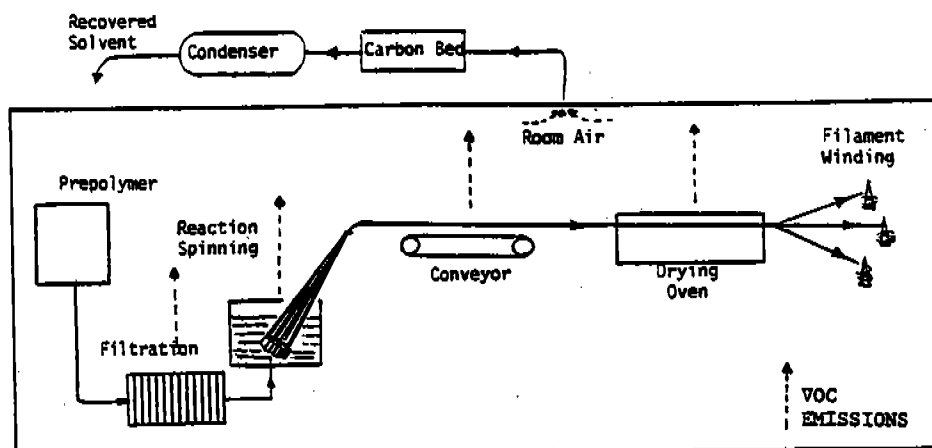 Recovered
Solvent
Condenser
Carbon Bed
Room Air
Filament
Winding
Prepolymer
Reaction
Spinning
Conveyor
Drying
Oven
Filtration
VOC
EMISSIONS